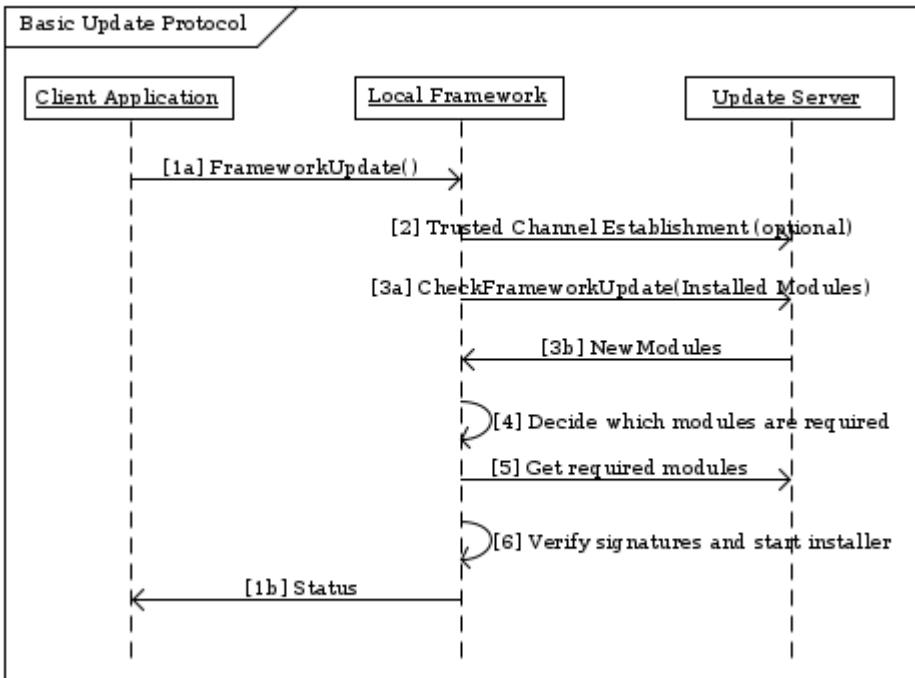 Basic Update Protocol
Client Application
Local Framework
Update Server
[1a] FrameworkUpdate()
[2] Trusted Channel Establishment (optional)
[3a] CheckFrameworkUpdate(Installed Modules)
[3b] NewModules
[4] Decide which modules are required
[5] Get required modules
[6] Verify signatures and start installer
[1b] Status